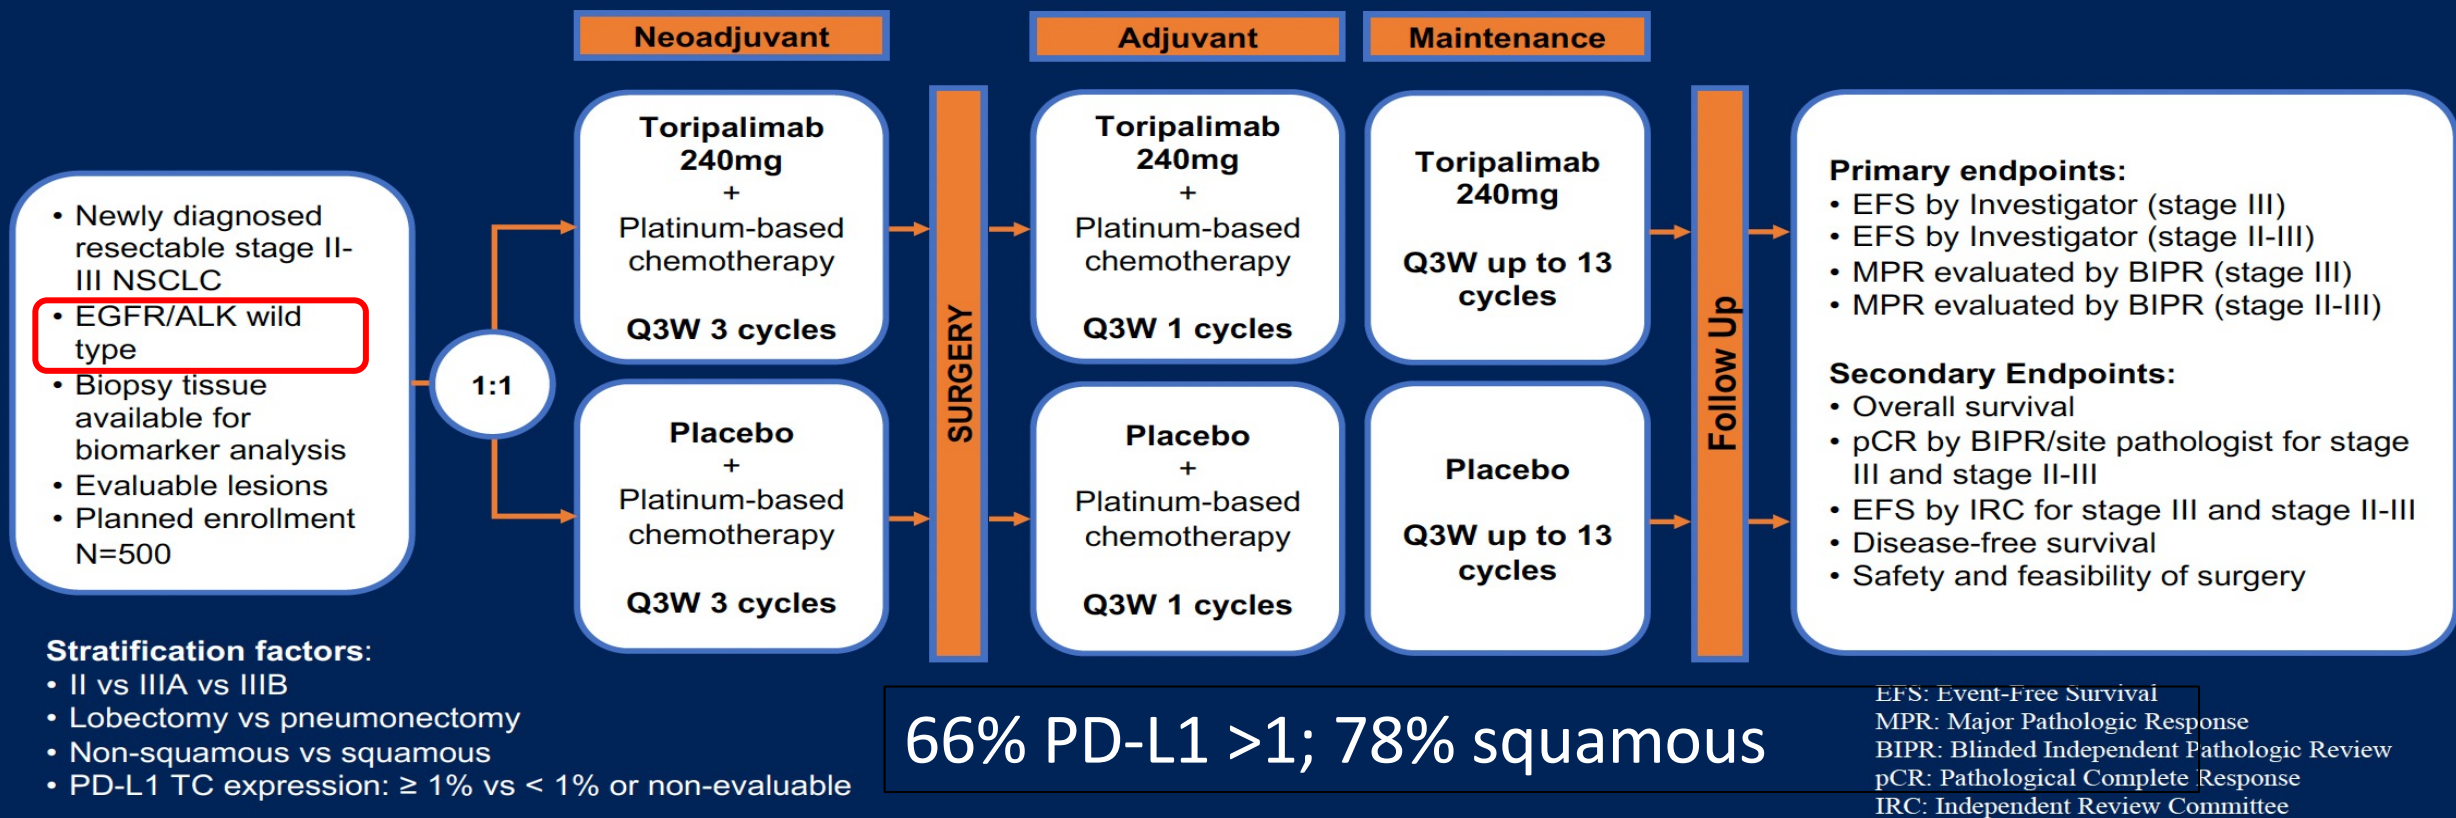 Neoadjuvant
Adjuvant
Maintenance
• Newly diagnosed
resectable stage II-
III NSCLC
• EGFR/ALK wild
type
• Biopsy tissue
available for
biomarker analysis
• Evaluable lesions
• Planned enrollment
N=500
1:1
Toripalimab
240mg
+
Platinum-based
chemotherapy
Q3W 3 cycles
Placebo
+
Platinum-based
chemotherapy
Q3W 3 cycles
SURGERY
Toripalimab
240mg
+
Platinum-based
chemotherapy
Q3W 1 cycles
Placebo
+
Platinum-based
chemotherapy
Q3W 1 cycles
Toripalimab
240mg
Q3W up to 13
cycles
Placebo
Q3W up to 13
cycles
Follow Up
Primary endpoints:
• EFS by Investigator (stage III)
• EFS by Investigator (stage II-III)
• MPR evaluated by BIPR (stage III)
• MPR evaluated by BIPR (stage II-III)
Secondary Endpoints:
• Overall survival
• pCR by BIPR/site pathologist for stage
III and stage II-III
• EFS by IRC for stage III and stage II-III
• Disease-free survival
• Safety and feasibility of surgery
Stratification factors:
• II vs IIIA vs IIIB
• Lobectomy vs pneumonectomy
• Non-squamous vs squamous
• PD-L1 TC expression: ≥ 1% vs < 1% or non-evaluable
66% PD-L1 >1; 78% squamous
EFS: Event-Free Survival
MPR: Major Pathologic Response
BIPR: Blinded Independent Pathologic Review
pCR: Pathological Complete Response
IRC: Independent Review Committee